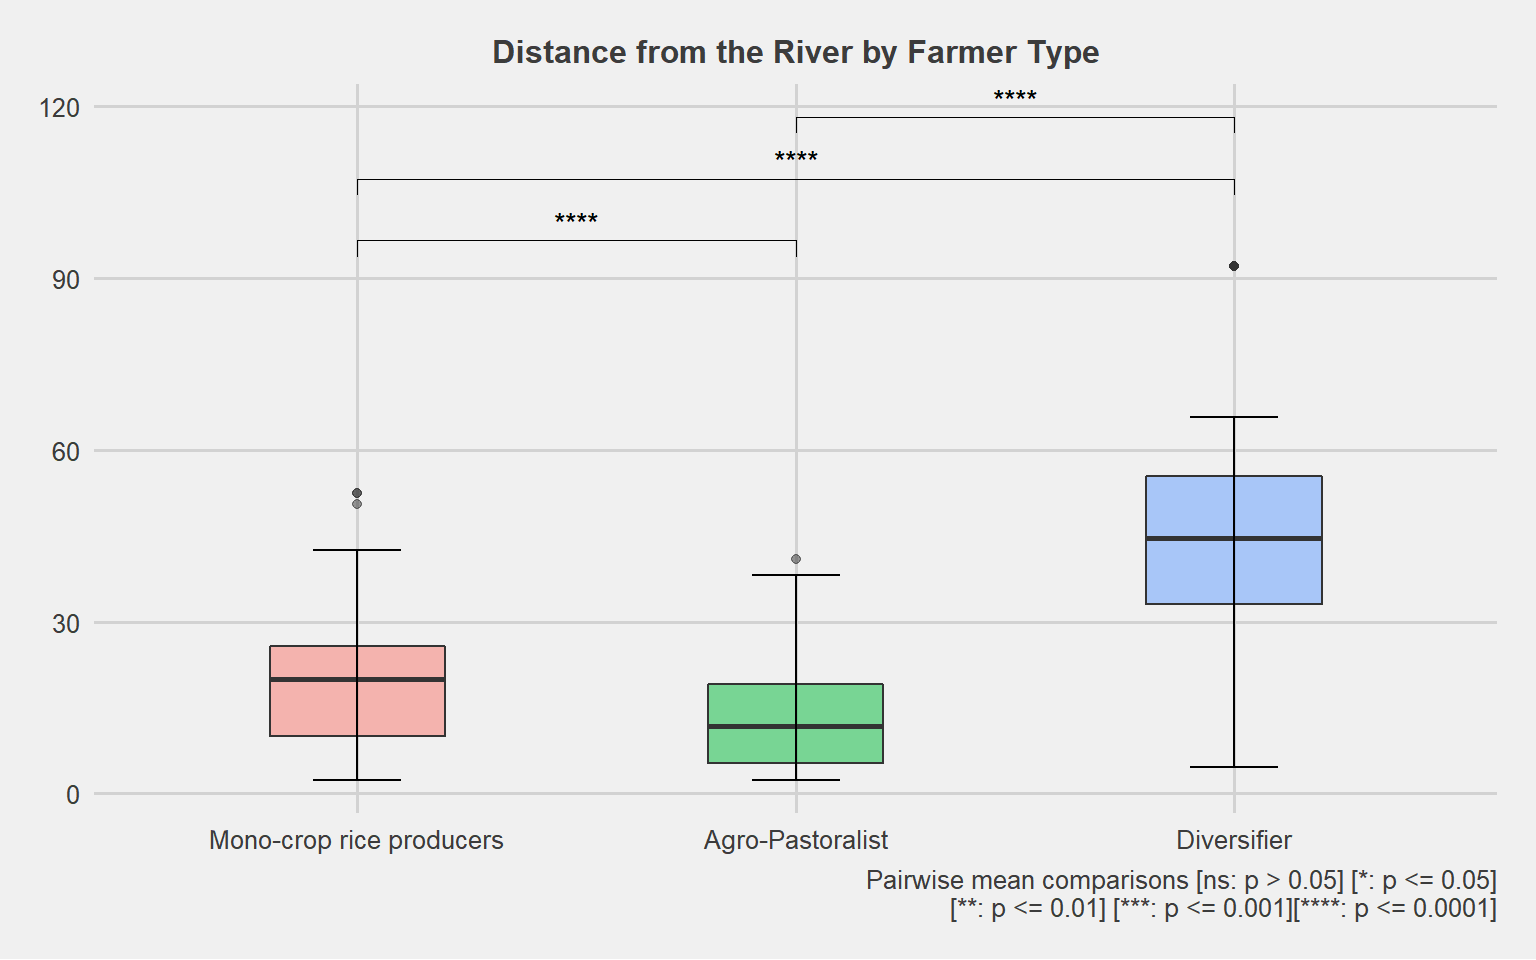 Distance from the River by Farmer Type
120
****
****
****
90
60
30
0
Mono-crop rice producers
Agro-Pastoralist
Diversifier
Pairwise mean comparisons [ns: p > 0.05] [*: p <= 0.05]
[**: p <= 0.01] [***: p <= 0.001][****: p <= 0.0001]